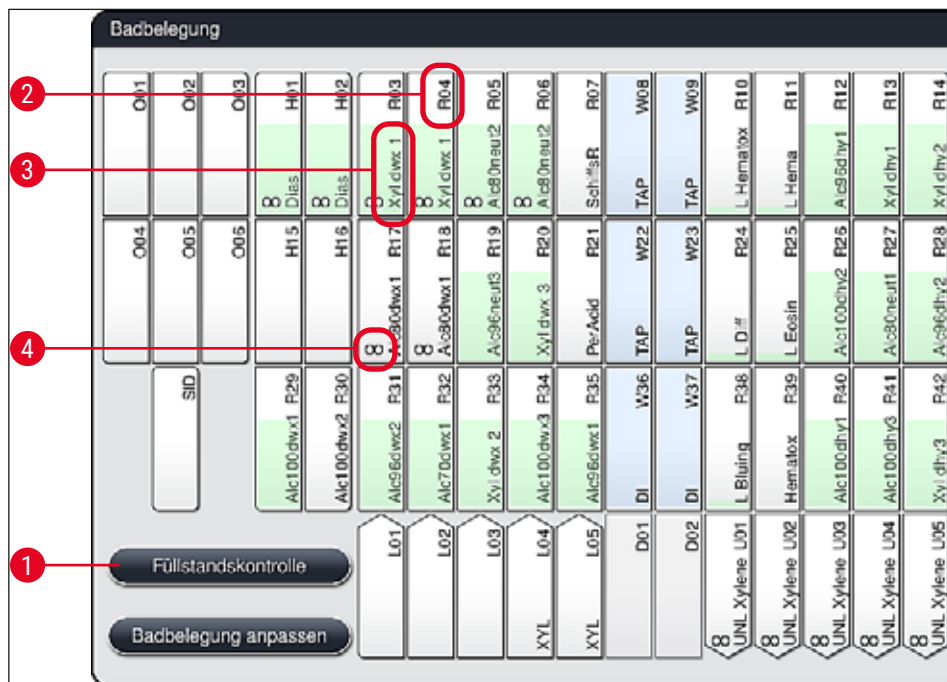 Badbelegung
2
3
4
1
O01
O02
O03
∞ Dias H01
∞ Dias H02
∞ Xyl dwx 1 R03
∞ Xyl dwx 1 R04
∞ Alc80neut2 R05
∞ Alc80neut2 R06
SchiffsR R07
TAP W08
TAP W09
L Hematox R10
L Hema R11
Alc96dhy1 R12
Xyl dhy1 R13
Xyl dhy2 R14
O04
O05
O06
H15
H16
∞ Alc80dwx1 R17
∞ Alc80dwx1 R18
Alc96neut3 R19
Xyl dwx 3 R20
PerAcid R21
TAP W22
TAP W23
L Diff R24
L Eosin R25
Alc100dhy2 R26
Alc80neut1 R27
Alc96dhy2 R28
SID
Alc100dwx1 R29
Alc100dwx2 R30
Alc96dwx2 R31
Alc70dwx1 R32
Xyl dwx 2 R33
Alc100dwx3 R34
Alc96dwx1 R35
DI W36
DI W37
L Bluing R38
Hematox R39
Alc100dhy1 R40
Alc100dhy3 R41
Xyl dhy3 R42
Füllstandskontrolle
Badbelegung anpassen
L01
L02
L03
XYL L04
XYL L05
D01
D02
∞ UNL Xylene U01
∞ UNL Xylene U02
∞ UNL Xylene U03
∞ UNL Xylene U04
∞ UNL Xylene U05